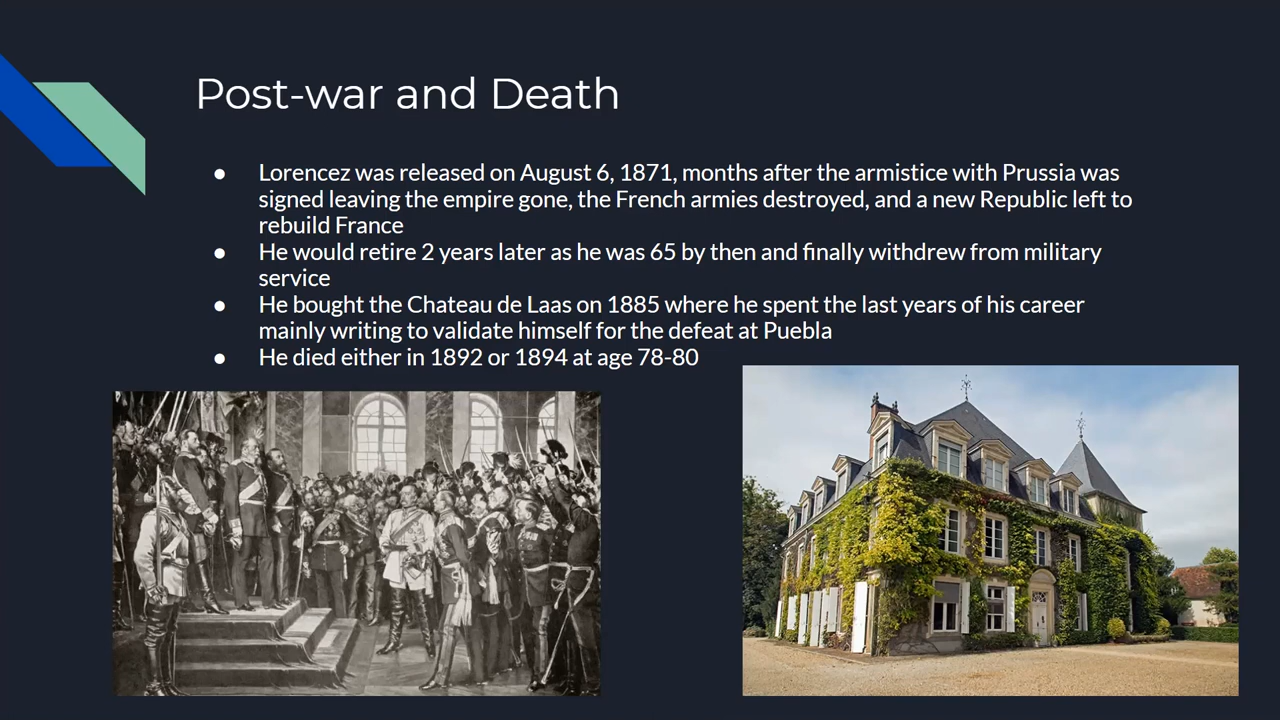 Post-war and Death
● Lorencez was released on August 6, 1871, months after the armistice with Prussia was
signed leaving the empire gone, the French armies destroyed, and a new Republic left to
rebuild France
● He would retire 2 years later as he was 65 by then and finally withdrew from military
service
● He bought the Chateau de Laas on 1885 where he spent the last years of his career
mainly writing to validate himself for the defeat at Puebla
● He died either in 1892 or 1894 at age 78-80